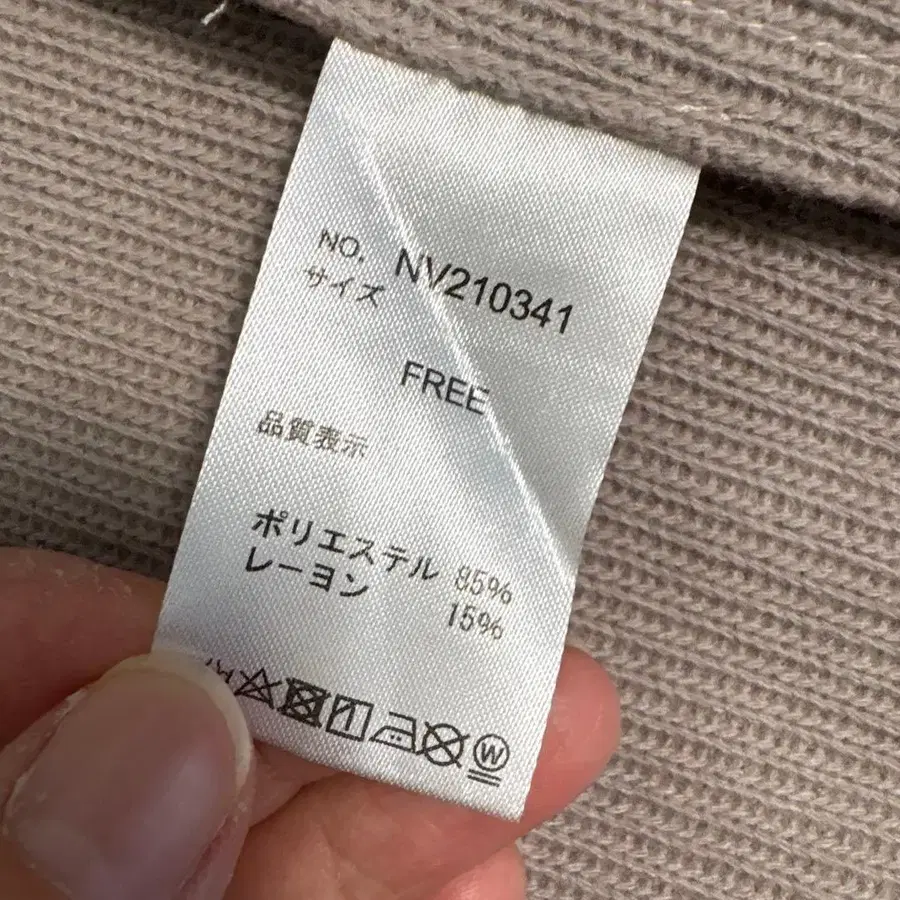 NO. NV210341
サイズ
FREE
品質表示
ポリエステル 85%
レーヨン 15%
W